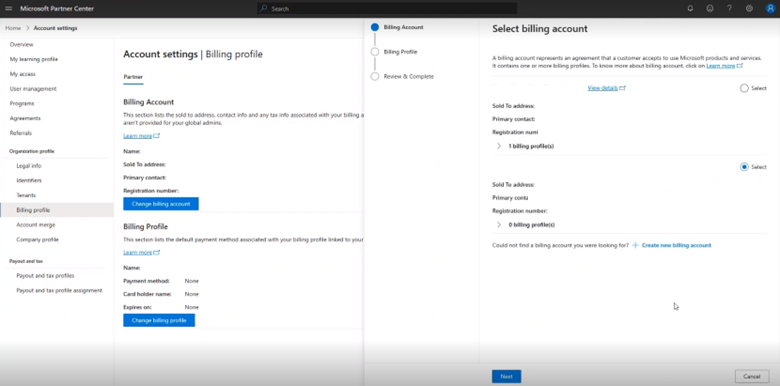 Microsoft Partner Center
Search
Home > Account settings
Overview
My learning profile
My access
User management
Programs
Agreements
Referrals
Organization profile
Legal info
Identifiers
Tenants
Billing profile
Account merge
Company profile
Payout and tax
Payout and tax profiles
Payout and tax profile assignment
Account settings | Billing profile
Partner
Billing Account
This section lists the sold to address, contact info and any tax info associated with your billing a
aren't provided for your global admins.
Learn more
Name:
Sold To address:
Primary contact:
Registration number:
Change billing account
Billing Profile
This section lists the default payment method associated with your billing profile linked to your
Learn more
Name:
Payment method: None
Card holder name: None
Expires on: None
Change billing profile
Billing Account
Billing Profile
Review & Complete
Select billing account
A billing account represents an agreement that a customer accepts to use Microsoft products and services.
It contains one or more billing profiles. To know more about billing account, click on Learn more
View details
Select
Sold To address:
Primary contact:
Registration numl
1 billing profile(s)
Select
Sold To address:
Primary conta
Registration number:
0 billing profile(s)
Could not find a billing account you were looking for? + Create new billing account
Next
Cancel